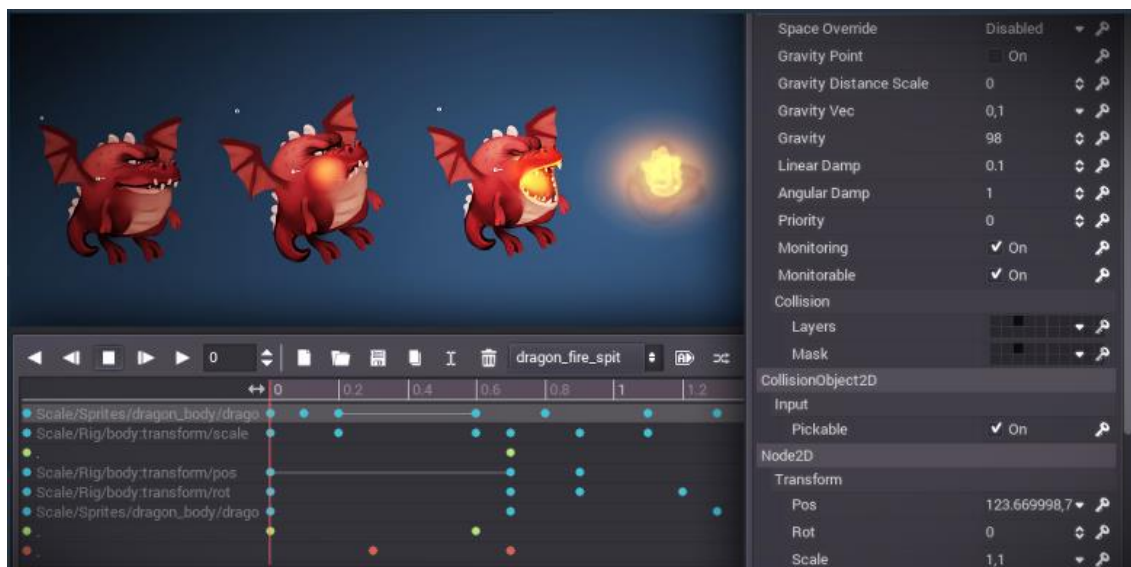 0
dragon_fire_spit
0 0.2 0.4 0.6 0.8 1 1.2
Scale/Sprites/dragon_body/drago
Scale/Rig/body:transform/scale
.
Scale/Rig/body:transform/pos
Scale/Rig/body:transform/rot
Scale/Sprites/dragon_body/drago
.
.
Space Override Disabled
Gravity Point On
Gravity Distance Scale 0
Gravity Vec 0,1
Gravity 98
Linear Damp 0.1
Angular Damp 1
Priority 0
Monitoring On
Monitorable On
Collision
Layers
Mask
CollisionObject2D
Input
Pickable On
Node2D
Transform
Pos 123.669998,7
Rot 0
Scale 1,1